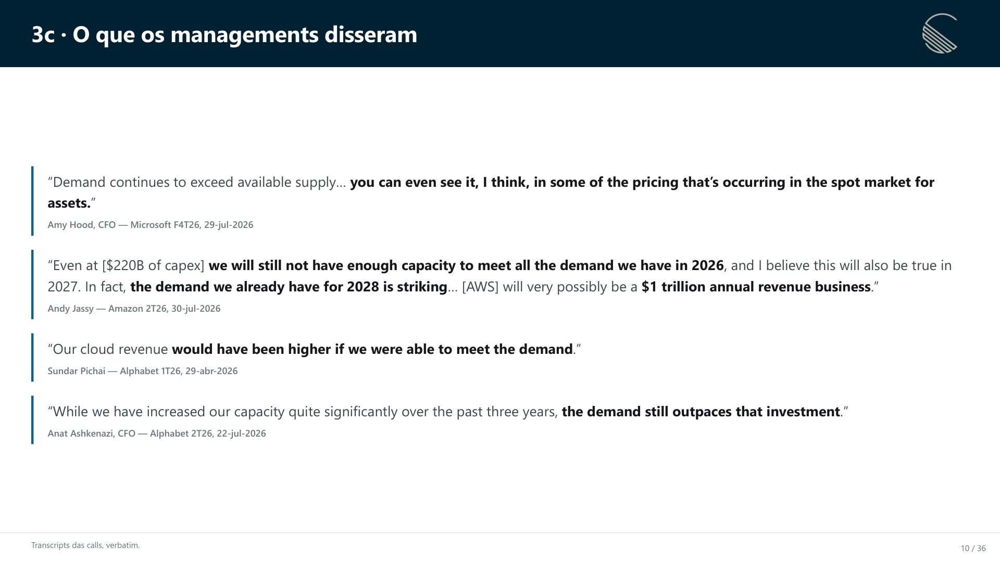 3c · O que os managements disseram
“Demand continues to exceed available supply… you can even see it, I think, in some of the pricing that’s occurring in the spot market for
assets.”
Amy Hood, CFO — Microsoft F4T26, 29-jul-2026
“Even at [$220B of capex] we will still not have enough capacity to meet all the demand we have in 2026, and I believe this will also be true in
2027. In fact, the demand we already have for 2028 is striking… [AWS] will very possibly be a $1 trillion annual revenue business.”
Andy Jassy — Amazon 2T26, 30-jul-2026
“Our cloud revenue would have been higher if we were able to meet the demand.”
Sundar Pichai — Alphabet 1T26, 29-abr-2026
“While we have increased our capacity quite significantly over the past three years, the demand still outpaces that investment.”
Anat Ashkenazi, CFO — Alphabet 2T26, 22-jul-2026
Transcripts das calls, verbatim.
10 / 36